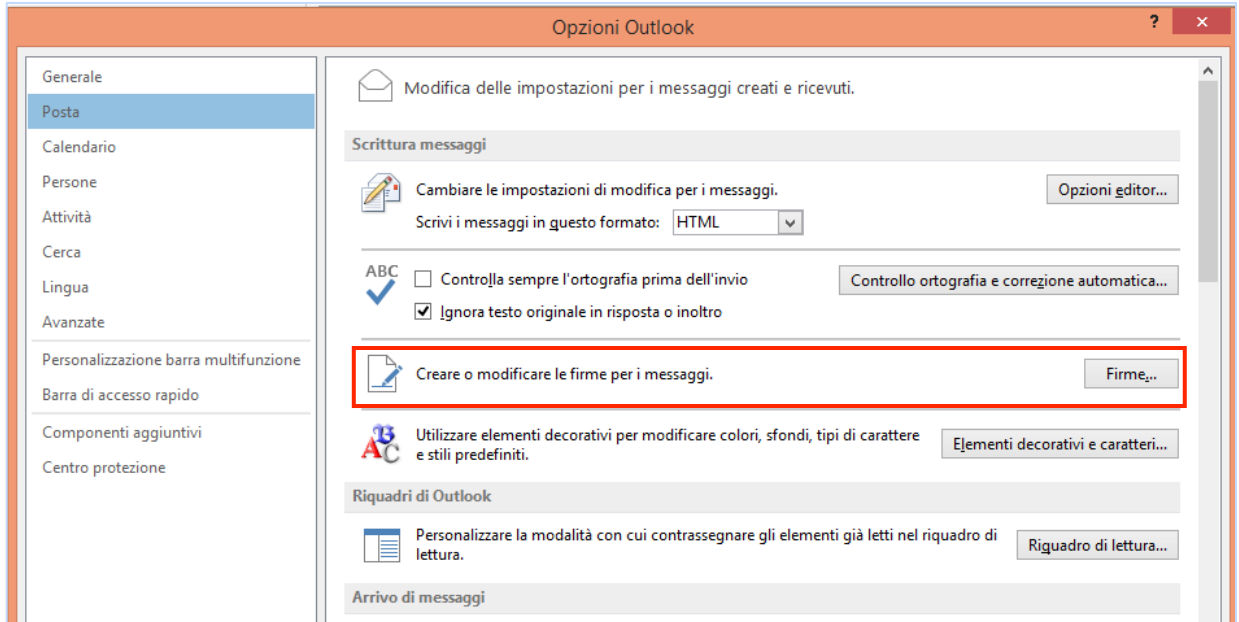 Opzioni Outlook
?
Generale
Posta
Calendario
Persone
Attività
Cerca
Lingua
Avanzate
Personalizzazione barra multifunzione
Barra di accesso rapido
Componenti aggiuntivi
Centro protezione
Modifica delle impostazioni per i messaggi creati e ricevuti.
Scrittura messaggi
Cambiare le impostazioni di modifica per i messaggi.
Opzioni editor...
Scrivi i messaggi in questo formato: HTML
ABC
Controlla sempre l'ortografia prima dell'invio
Controllo ortografia e correzione automatica...
Ignora testo originale in risposta o inoltro
Creare o modificare le firme per i messaggi.
Firme...
Utilizzare elementi decorativi per modificare colori, sfondi, tipi di carattere
e stili predefiniti.
Elementi decorativi e caratteri...
Riquadri di Outlook
Personalizzare la modalità con cui contrassegnare gli elementi già letti nel riquadro di
lettura.
Riquadro di lettura...
Arrivo di messaggi